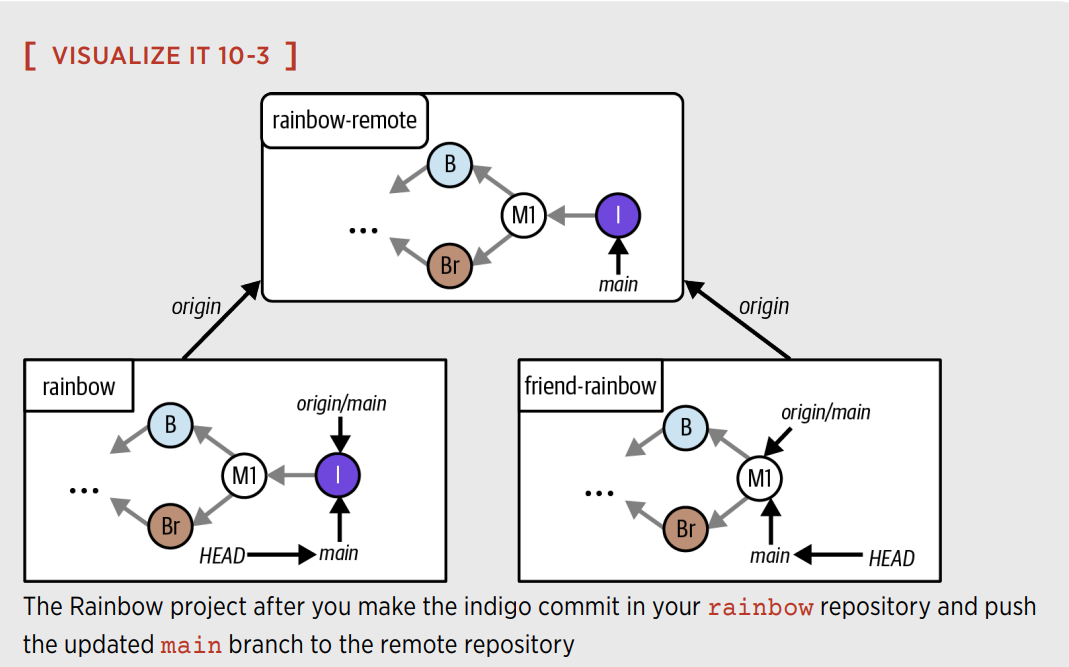 [ VISUALIZE IT 10-3 ]
rainbow-remote
B
M1
I
...
Br
main
origin
origin
rainbow
origin/main
B
M1
I
...
Br
HEAD
main
friend-rainbow
origin/main
B
M1
...
Br
main
HEAD
The Rainbow project after you make the indigo commit in your rainbow repository and push
the updated main branch to the remote repository